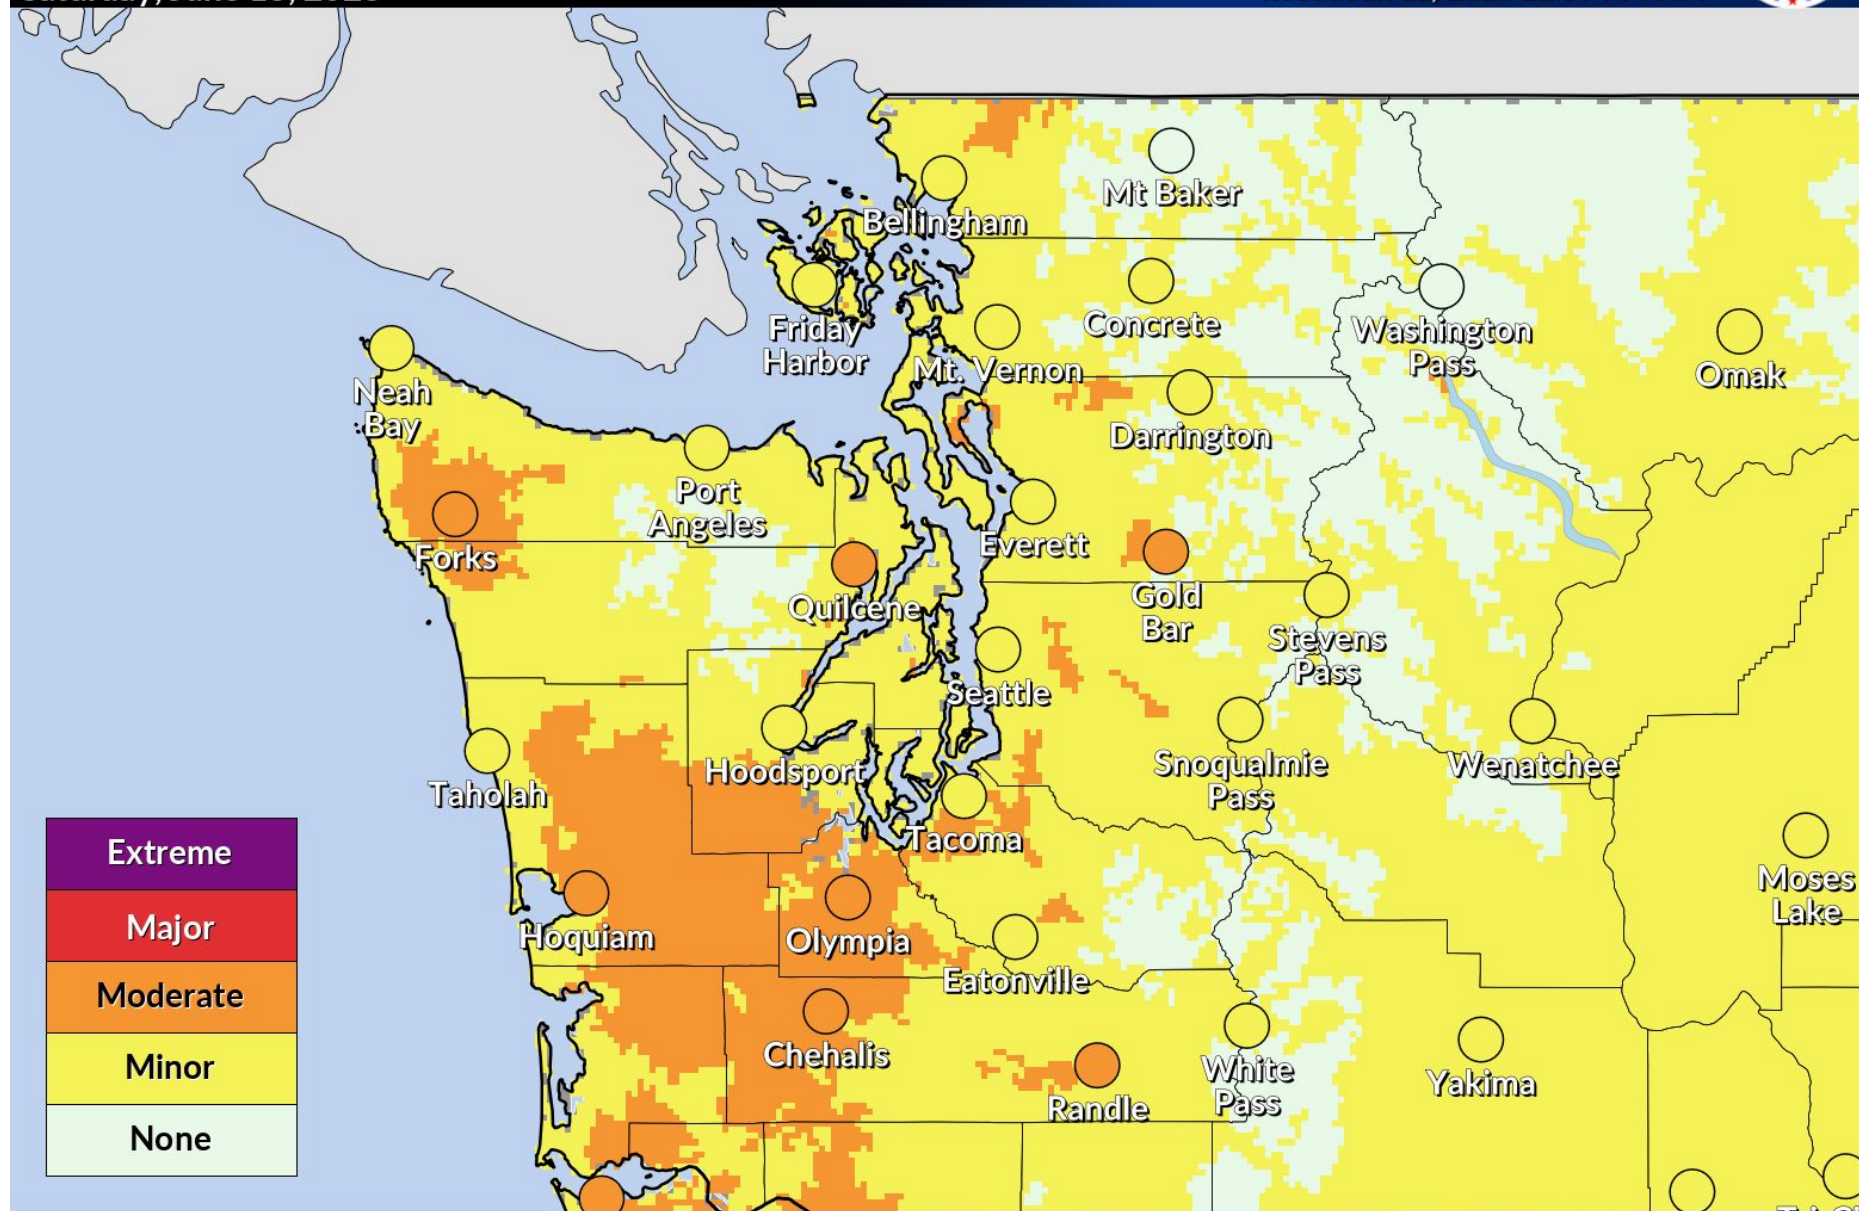 Mt Baker
Bellingham
Friday
Harbor
Concrete
Washington
Pass
Mt. Vernon
Omak
Neah
Bay
Darrington
Port
Angeles
Everett
Forks
Quilcene
Gold
Bar
Stevens
Pass
Seattle
Snoqualmie
Pass
Wenatchee
Hoodsport
Taholah
Tacoma
Extreme
Major
Moderate
Minor
None
Moses
Lake
Hoquiam
Olympia
Eatonville
Chehalis
White
Pass
Yakima
Randle